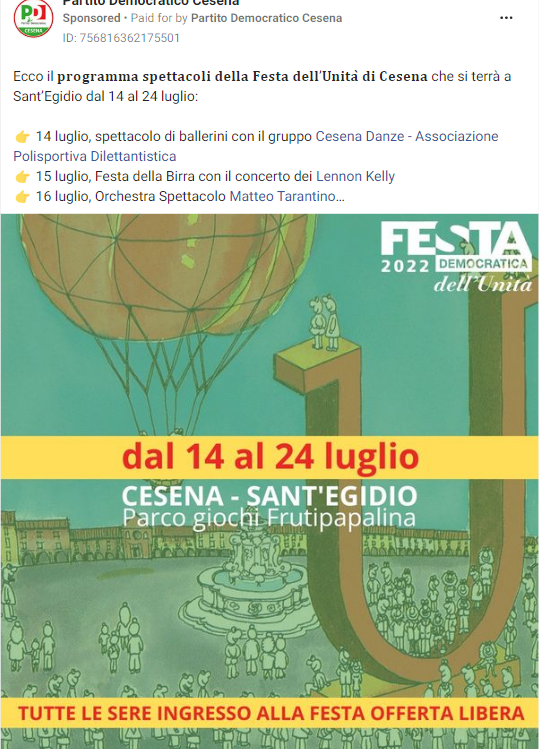 Partito Democratico Cesena
Sponsored • Paid for by Partito Democratico Cesena
ID: 756816362175501
PD
CESENA
Ecco il programma spettacoli della Festa dell'Unità di Cesena che si terrà a
Sant'Egidio dal 14 al 24 luglio:
👉 14 luglio, spettacolo di ballerini con il gruppo Cesena Danze - Associazione
Polisportiva Dilettantistica
👉 15 luglio, Festa della Birra con il concerto dei Lennon Kelly
👉 16 luglio, Orchestra Spettacolo Matteo Tarantino...
FESTA
2022 DEMOCRATICA
dell'Unità
dal 14 al 24 luglio
CESENA - SANT'EGIDIO
Parco giochi Frutipapalina
TUTTE LE SERE INGRESSO ALLA FESTA OFFERTA LIBERA